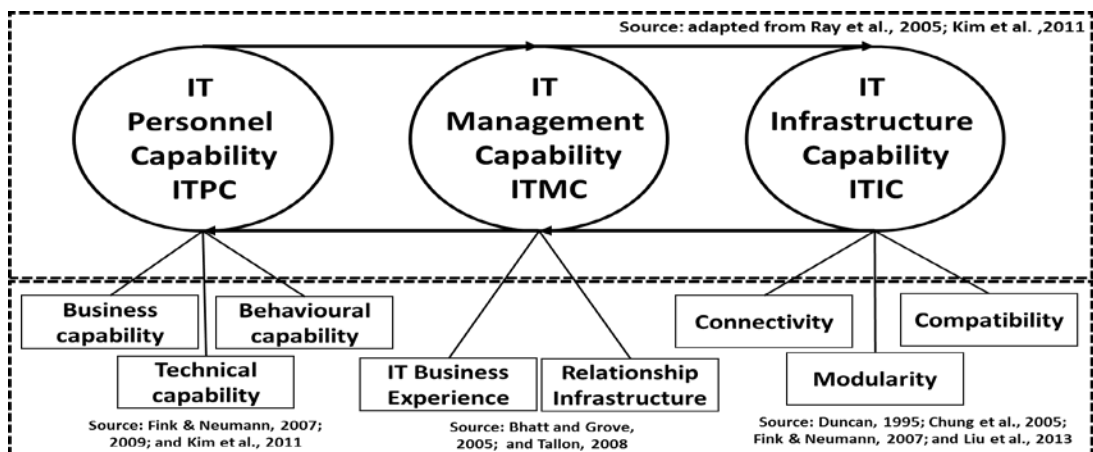 Source: adapted from Ray et al., 2005; Kim et al. ,2011
IT
Personnel
Capability
ITPC
IT
Management
Capability
ITMC
IT
Infrastructure
Capability
ITIC
Business
capability
Behavioural
capability
Technical
capability
IT Business
Experience
Relationship
Infrastructure
Connectivity
Compatibility
Modularity
Source: Fink & Neumann, 2007;
2009; and Kim et al., 2011
Source: Bhatt and Grove,
2005; and Tallon, 2008
Source: Duncan, 1995; Chung et al., 2005;
Fink & Neumann, 2007; and Liu et al., 2013